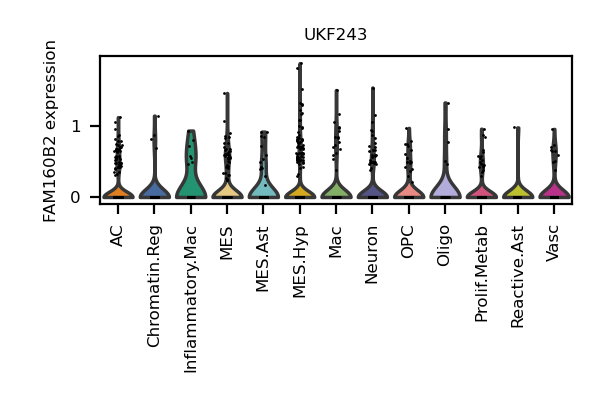 UKF243
FAM160B2 expression
1
0
AC
Chromatin.Reg
Inflammatory.Mac
MES
MES.Ast
MES.Hyp
Mac
Neuron
OPC
Oligo
Prolif.Metab
Reactive.Ast
Vasc